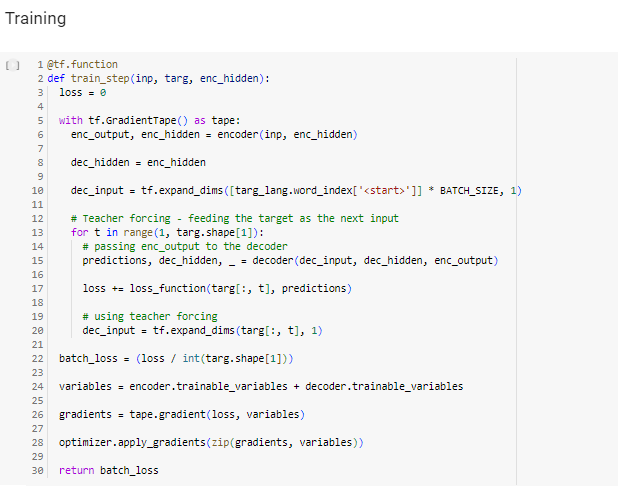 Training
[ ]
1 @tf.function
2 def train_step(inp, targ, enc_hidden):
3   loss = 0
4
5   with tf.GradientTape() as tape:
6     enc_output, enc_hidden = encoder(inp, enc_hidden)
7
8     dec_hidden = enc_hidden
9
10     dec_input = tf.expand_dims([targ_lang.word_index['<start>']] * BATCH_SIZE, 1)
11
12     # Teacher forcing - feeding the target as the next input
13     for t in range(1, targ.shape[1]):
14       # passing enc_output to the decoder
15       predictions, dec_hidden, _ = decoder(dec_input, dec_hidden, enc_output)
16
17       loss += loss_function(targ[:, t], predictions)
18
19       # using teacher forcing
20       dec_input = tf.expand_dims(targ[:, t], 1)
21
22   batch_loss = (loss / int(targ.shape[1]))
23
24   variables = encoder.trainable_variables + decoder.trainable_variables
25
26   gradients = tape.gradient(loss, variables)
27
28   optimizer.apply_gradients(zip(gradients, variables))
29
30   return batch_loss